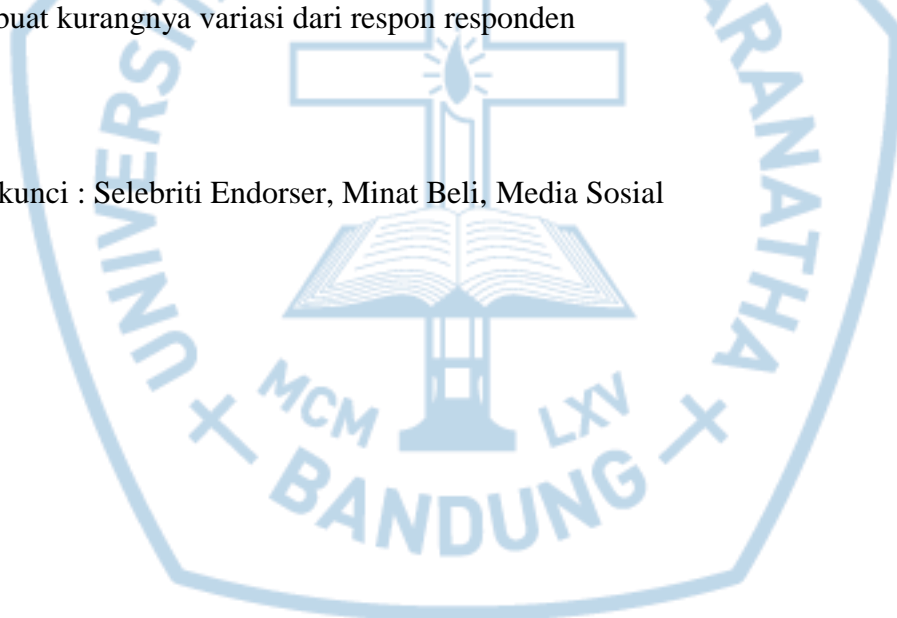 buat kurangnya variasi dari respon responden
kunci : Selebriti Endorser, Minat Beli, Media Sosial
MCM LXV
BANDUNG